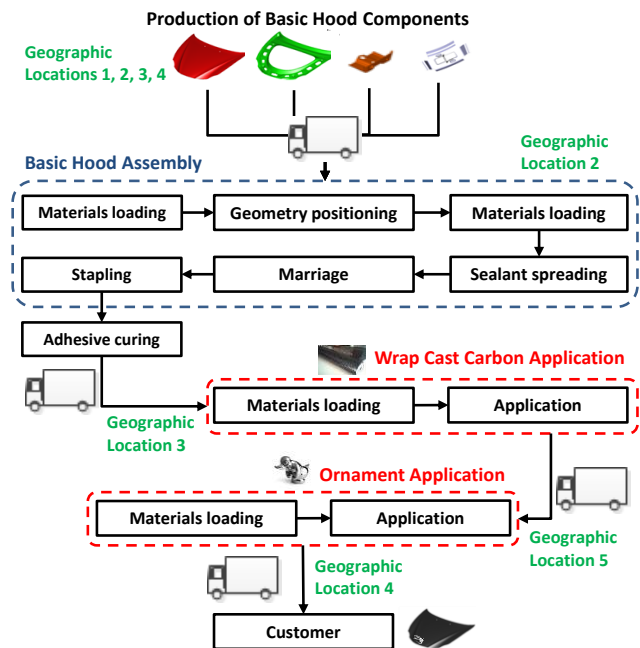 Production of Basic Hood Components
Geographic
Locations 1, 2, 3, 4
Geographic
Location 2
Basic Hood Assembly
Materials loading
Geometry positioning
Materials loading
Stapling
Marriage
Sealant spreading
Adhesive curing
Wrap Cast Carbon Application
Geographic
Location 3
Materials loading
Application
Ornament Application
Materials loading
Application
Geographic
Location 5
Geographic
Location 4
Customer